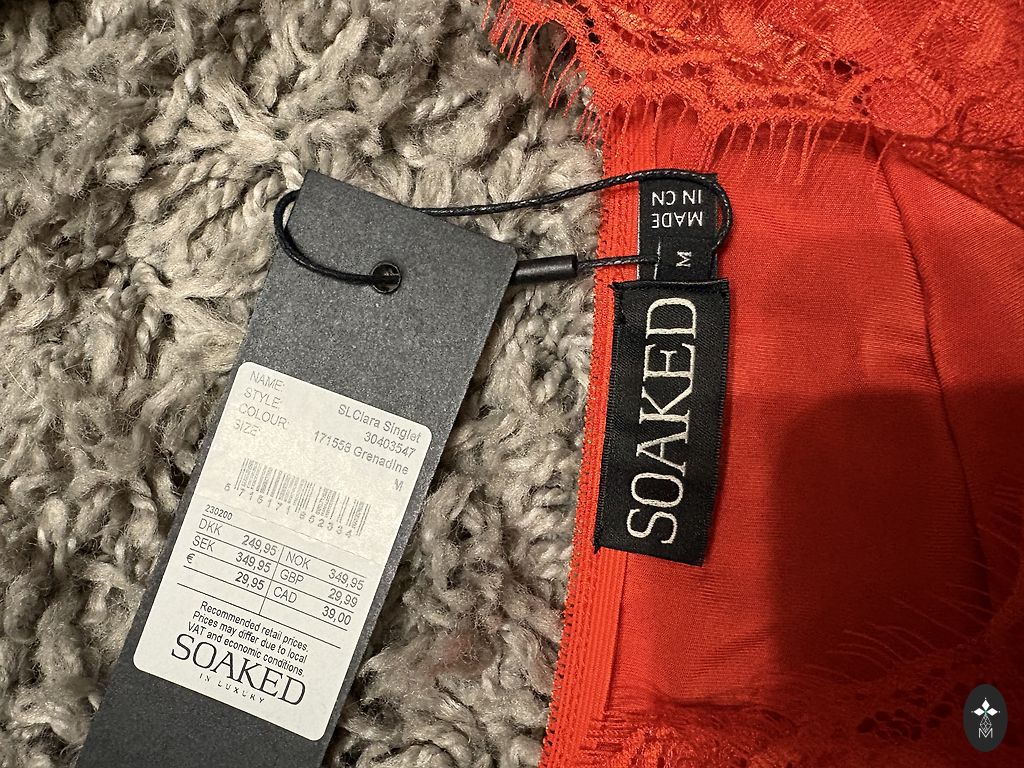 NAME: SLClara Singlet
STYLE: 30403547
COLOUR: 171558 Grenadine
SIZE: M
230200
DKK 249,95 NOK 349,95
SEK 349,95 GBP 29,99
€ 29,95 CAD 39,00
Recommended retail prices.
Prices may differ due to local
VAT and economic conditions.
SOAKED
IN LUXURY
MADE
IN CN
M
SOAKED
M